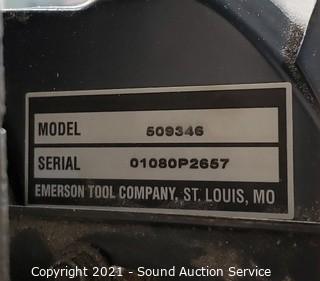 MODEL 509346
SERIAL 01080P2657
EMERSON TOOL COMPANY, ST. LOUIS, MO
Copyright 2021 - Sound Auction Service